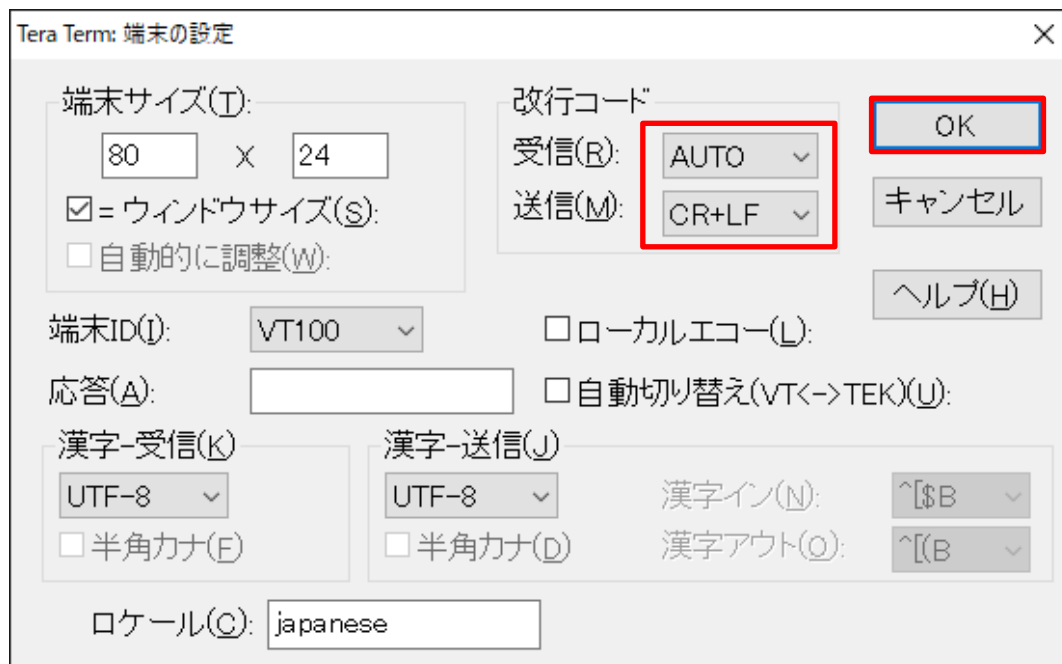 Tera Term: 端末の設定
端末サイズ(T):
80 X 24
= ウィンドウサイズ(S):
自動的に調整(W):
改行コード
受信(R): AUTO
送信(M): CR+LF
OK
キャンセル
ヘルプ(H)
端末ID(I): VT100
ローカルエコー(L):
応答(A):
自動切り替え(VT<->TEK)(U):
漢字-受信(K)
UTF-8
半角カナ(F)
漢字-送信(J)
UTF-8
半角カナ(D)
漢字イン(N): ^[$B
漢字アウト(O): ^[(B
ロケール(C): japanese